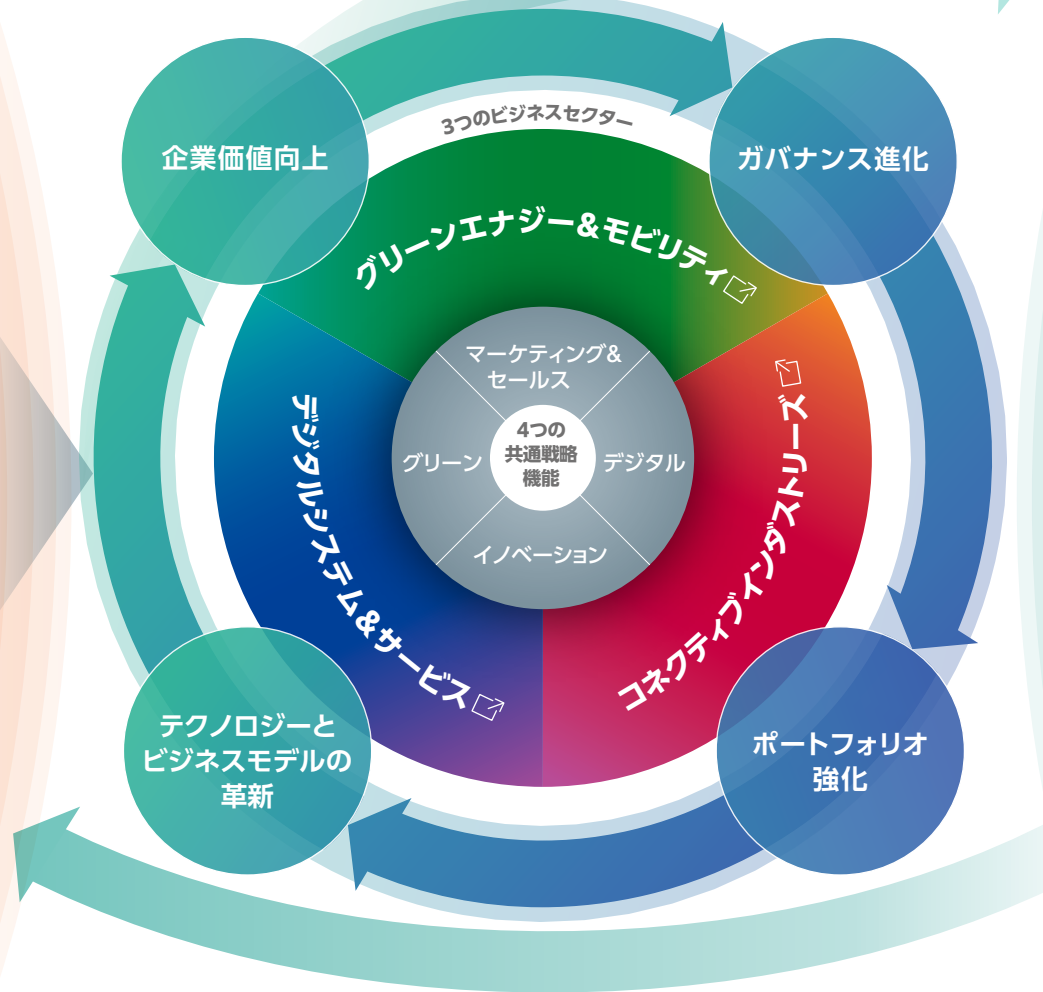 3つのビジネスセクター
企業価値向上
ガバナンス進化
グリーンエナジー&モビリティ
マーケティング&
セールス
4つの
共通戦略
機能
グリーン
デジタル
イノベーション
デジタルシステム&サービス
コネクティブインダストリーズ
テクノロジーと
ビジネスモデルの
革新
ポートフォリオ
強化